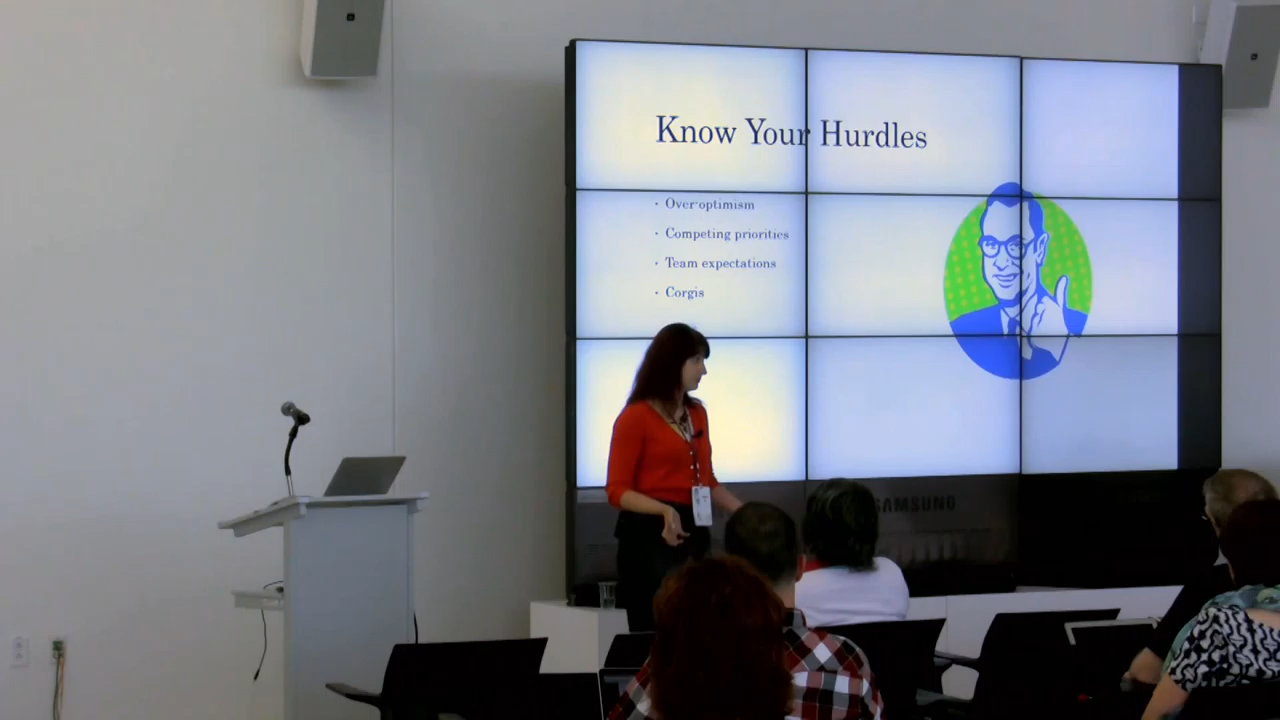 Know Your Hurdles
· Over-optimism
· Competing priorities
· Team expectations
· Corgis
SAMSUNG